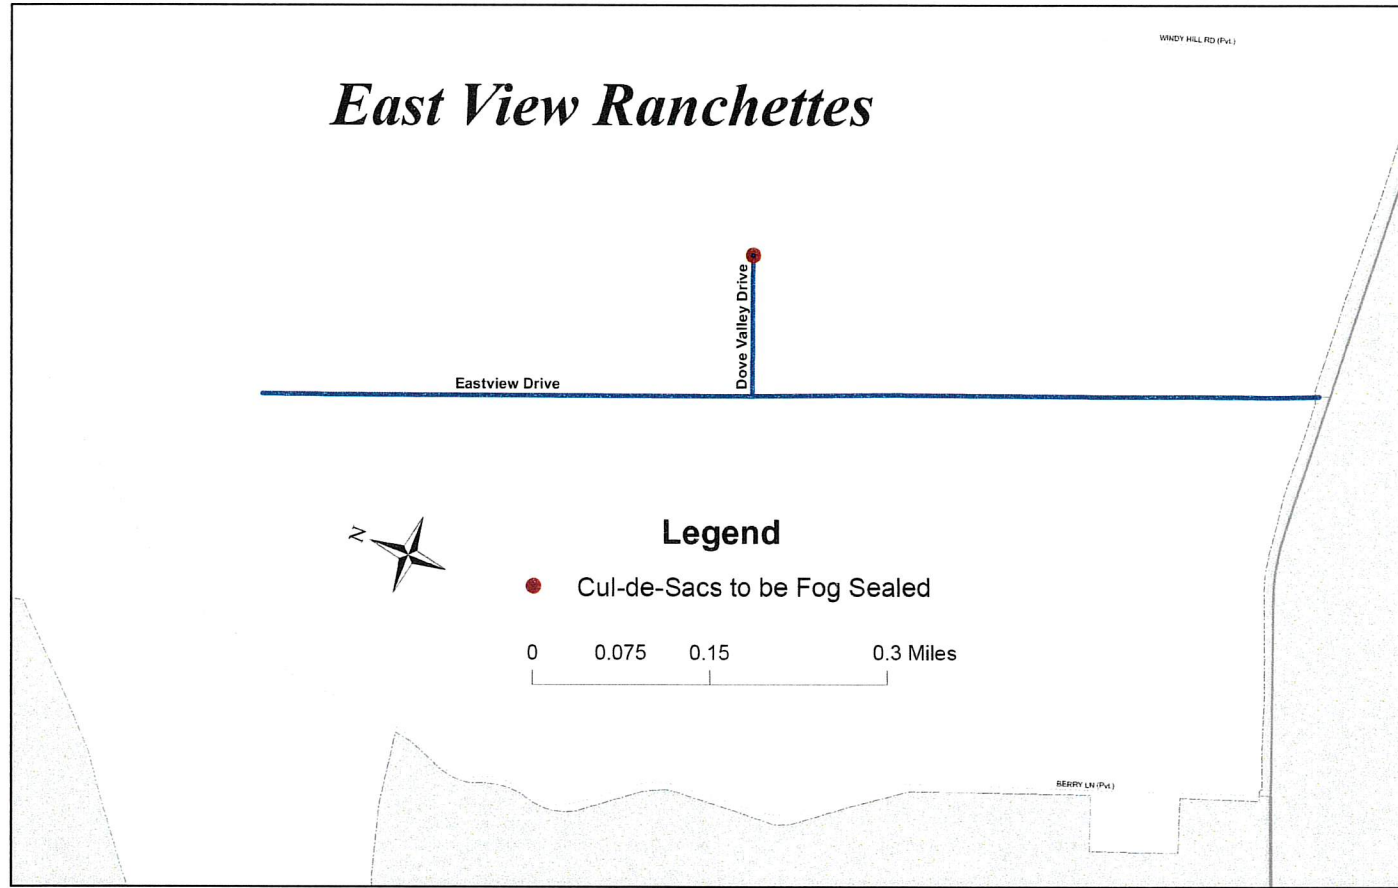 WINDY HILL RD (Pvt.)
East View Ranchettes
Dove Valley Drive
Eastview Drive
N
Legend
Cul-de-Sacs to be Fog Sealed
0 0.075 0.15 0.3 Miles
BERRY LN (Pvt.)